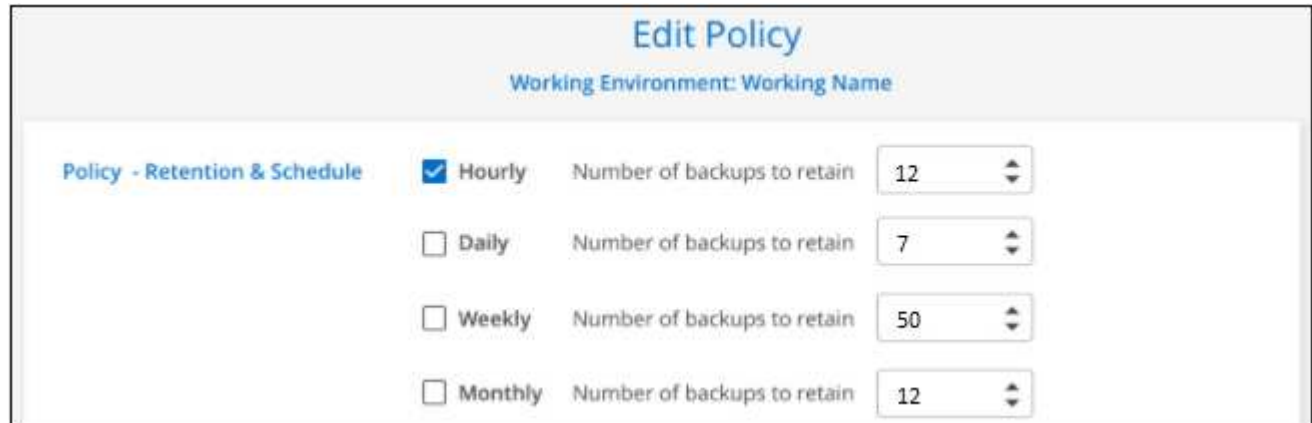 Edit Policy
Working Environment: Working Name
Policy - Retention & Schedule Hourly Number of backups to retain 12
Daily Number of backups to retain 7
Weekly Number of backups to retain 50
Monthly Number of backups to retain 12